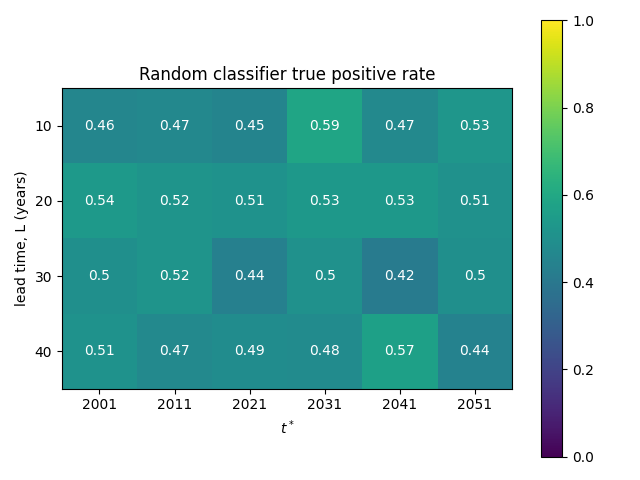 Random classifier true positive rate
1.0
0.8
0.6
0.4
0.2
0.0
lead time, L (years)
10 0.46 0.47 0.45 0.59 0.47 0.53
20 0.54 0.52 0.51 0.53 0.53 0.51
30 0.5 0.52 0.44 0.5 0.42 0.5
40 0.51 0.47 0.49 0.48 0.57 0.44
2001 2011 2021 2031 2041 2051
t*